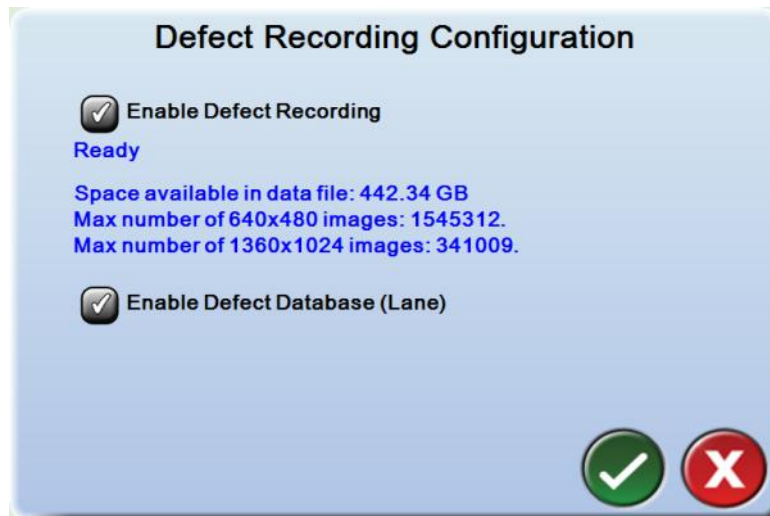 Defect Recording Configuration
Enable Defect Recording
Ready
Space available in data file: 442.34 GB
Max number of 640x480 images: 1545312.
Max number of 1360x1024 images: 341009.
Enable Defect Database (Lane)